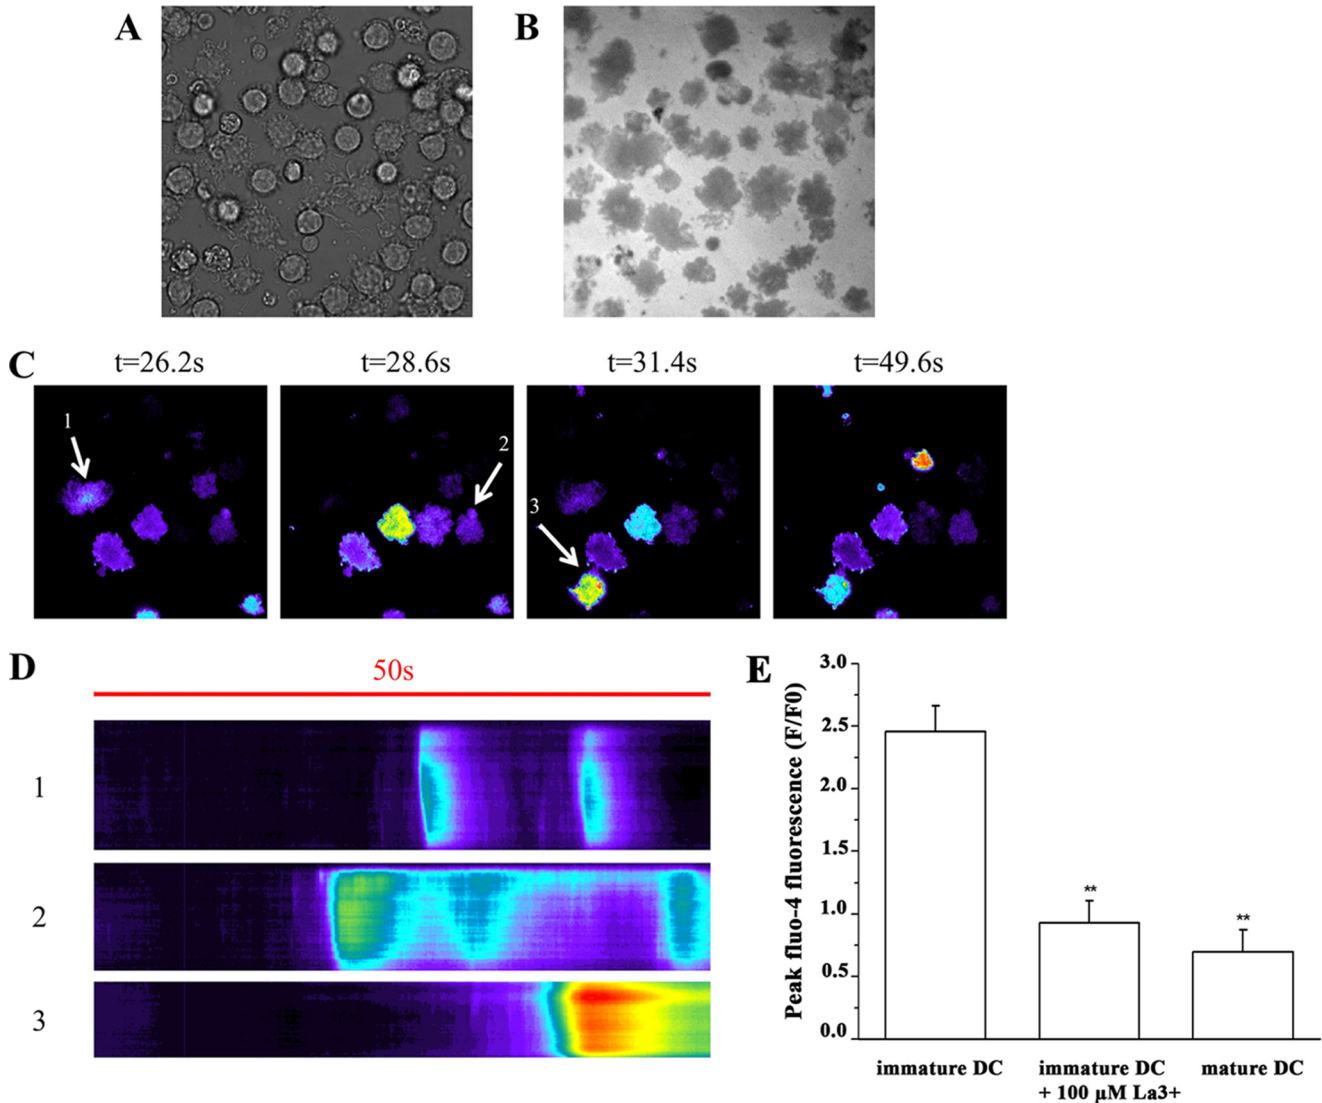 A
B
C
t=26.2s
t=28.6s
t=31.4s
t=49.6s
1
2
3
D
50s
1
2
3
E
Peak fluo-4 fluorescence (F/F0)
3.0
2.5
2.0
1.5
1.0
0.5
0.0
**
**
immature DC
immature DC
+ 100 μM La3+
mature DC